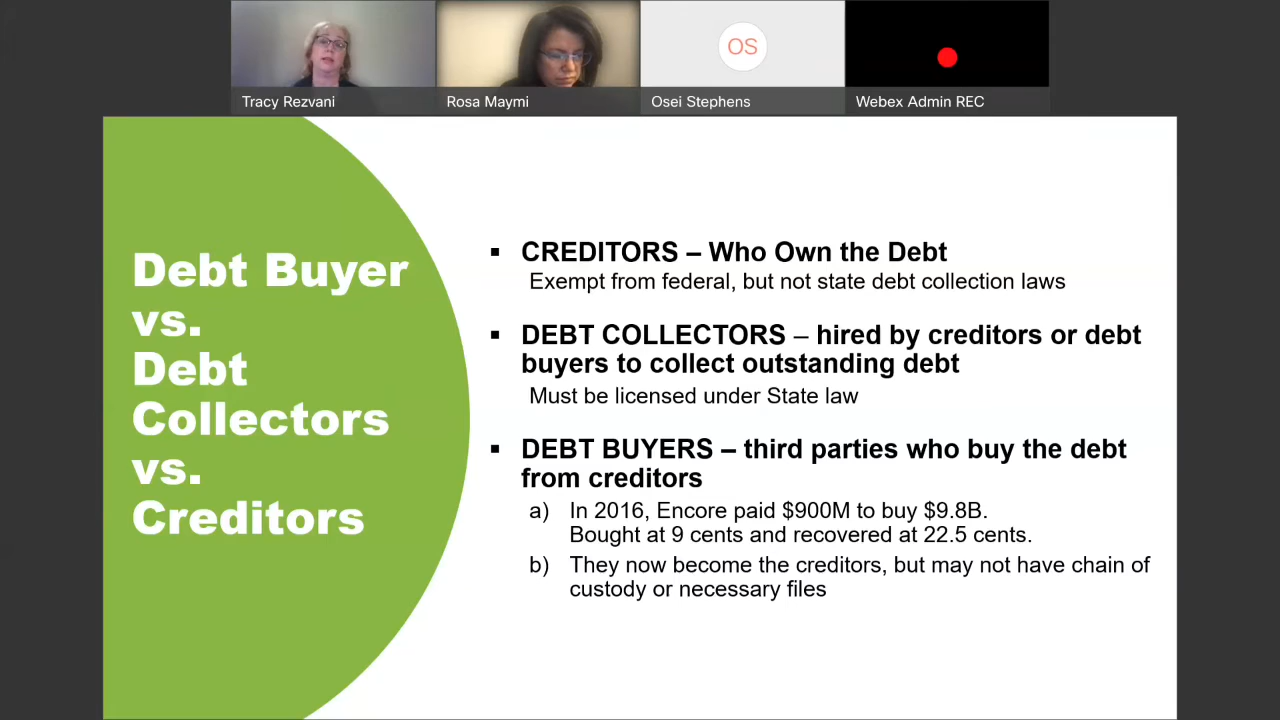 OS
Tracy Rezvani
Rosa Maymi
Osei Stephens
Webex Admin REC
Debt Buyer
vs.
Debt
Collectors
vs.
Creditors
▪ CREDITORS – Who Own the Debt
Exempt from federal, but not state debt collection laws
▪ DEBT COLLECTORS – hired by creditors or debt
buyers to collect outstanding debt
Must be licensed under State law
▪ DEBT BUYERS – third parties who buy the debt
from creditors
a) In 2016, Encore paid $900M to buy $9.8B.
Bought at 9 cents and recovered at 22.5 cents.
b) They now become the creditors, but may not have chain of
custody or necessary files